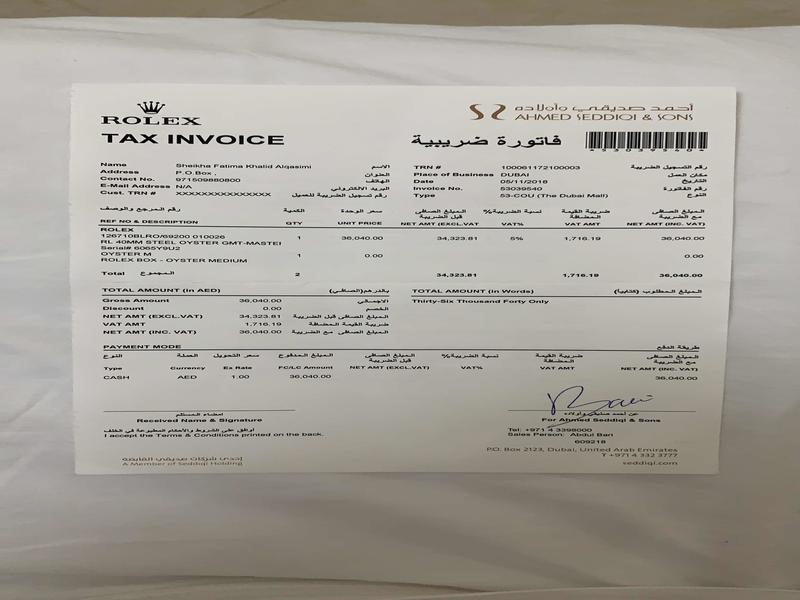 ROLEX
TAX INVOICE
أحمد صديقي وأولاده
AHMED SEDDIQI & SONS
فاتورة ضريبية
4530395404
Name Sheikha Fatima Khalid Alqasimi الاسم
Address P.O.Box , العنوان
Contact No. 971509880800 الهاتف
E-Mail Address N/A البريد الالكتروني
Cust. TRN # XXXXXXXXXXXXXXX رقم التسجيل الضريبية للعميل
TRN # 100061172100003 رقم التسجيل الضريبية
Place of Business DUBAI مكان العمل
Date 05/11/2018 التاريخ
Invoice No. 53039540 رقم الفاتورة
Type 53-COU (The Dubai Mall) النوع
رقم المرجع والوصف الكمية سعر الوحدة المبلغ الصافي قبل الضريبة نسبة الضريبة% ضريبة القيمة المضافة المبلغ الصافي مع الضريبة
REF NO & DESCRIPTION QTY UNIT PRICE NET AMT (EXCL.VAT) VAT% VAT AMT NET AMT (INC. VAT)
ROLEX
126710BLRO/69200 010026 1 36,040.00 34,323.81 5% 1,716.19 36,040.00
RL 40MM STEEL OYSTER GMT-MASTEI
Serial# 6065Y9U2
OYSTER M 1 0.00 0.00
ROLEX BOX - OYSTER MEDIUM
Total المجموع 2 34,323.81 1,716.19 36,040.00
TOTAL AMOUNT (In AED) بالدرهم(الصافي)
Gross Amount 36,040.00 الاجمالي
Discount 0.00 الخصم
NET AMT (EXCL.VAT) 34,323.81 المبلغ الصافي قبل الضريبة
VAT AMT 1,716.19 ضريبة القيمة المضافة
NET AMT (INC. VAT) 36,040.00 المبلغ الصافي مع الضريبة
TOTAL AMOUNT (In Words) المبلغ المطلوب (كتابيا)
Thirty-Six Thousand Forty Only
PAYMENT MODE طريقة الدفع
النوع العملة سعر التحويل المبلغ المدفوع المبلغ الصافي قبل الضريبة نسبة الضريبة% ضريبة القيمة المضافة المبلغ الصافي مع الضريبة
Type Currency Ex Rate FC/LC Amount NET AMT (EXCL.VAT) VAT% VAT AMT NET AMT (INC. VAT)
CASH AED 1.00 36,040.00 36,040.00
إمضاء المستلم
Received Name & Signature
أوافق على الشروط والأحكام المطبوعة في الخلف
I accept the Terms & Conditions printed on the back.
عن أحمد صديقي وأولاده
For Ahmed Seddiqi & Sons
Tel: +971 4 3398000
Sales Person: Abdul Bari
609218
إحدى شركات صديقي القابضة
A Member of Seddiqi Holding
P.O. Box 2123, Dubai, United Arab Emirates
T +971 4 332 3777
seddiqi.com